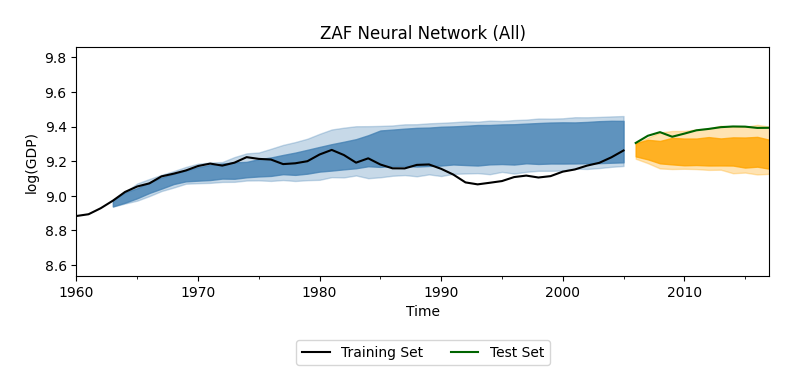 ZAF Neural Network (All)
9.8
9.6
9.4
9.2
9.0
8.8
8.6
log(GDP)
1960 1970 1980 1990 2000 2010
Time
Training Set Test Set